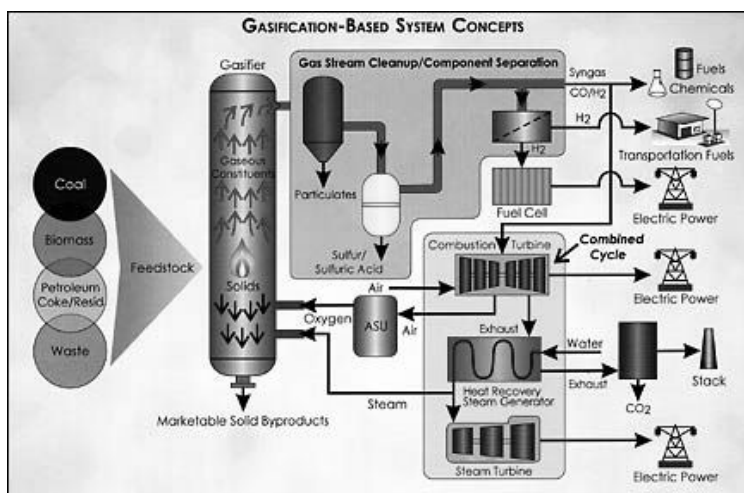 GASIFICATION-BASED SYSTEM CONCEPTS
Gasifier
Gas Stream Cleanup/Component Separation
Syngas
CO/H2
Fuels
Chemicals
H2
Transportation Fuels
Gaseous
Constituents
Particulates
H2
Fuel Cell
Electric Power
Coal
Biomass
Petroleum
Coke/Resid.
Waste
Feedstock
Solids
Sulfur/
Sulfuric Acid
Combustion Turbine
Combined
Cycle
Electric Power
Air
Oxygen
ASU
Air
Exhaust
Water
Heat Recovery
Steam Generator
Exhaust
Stack
CO2
Steam
Marketable Solid Byproducts
Steam Turbine
Electric Power